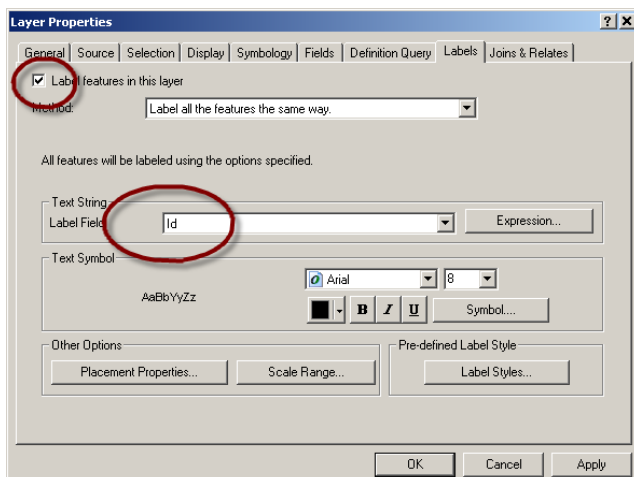 Layer Properties
? X
General Source Selection Display Symbology Fields Definition Query Labels Joins & Relates
Label features in this layer
Method: Label all the features the same way.
All features will be labeled using the options specified.
Text String
Label Field: Id Expression...
Text Symbol
AaBbYyZz
Arial 8
B I U Symbol....
Other Options Pre-defined Label Style
Placement Properties... Scale Range... Label Styles...
OK Cancel Apply